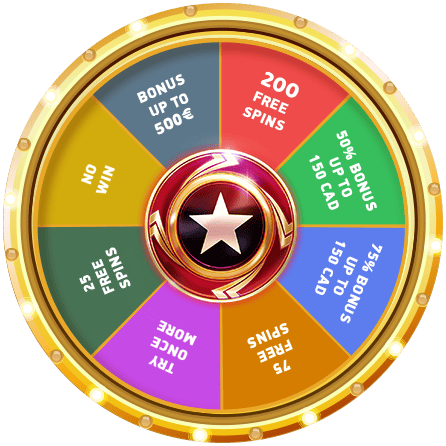 200
FREE
SPINS
50% BONUS
UP TO
150 CAD
75% BONUS
UP TO
150 CAD
75
FREE
SPINS
TRY
ONCE
MORE
25
FREE
SPINS
NO
WIN
BONUS
UP TO
500€